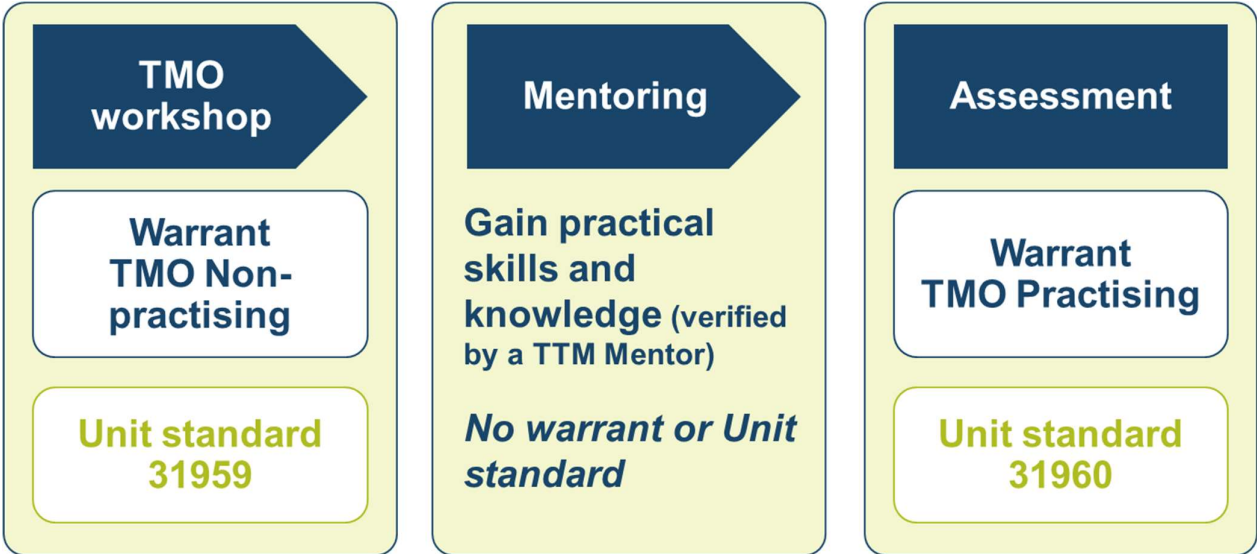 TMO
workshop
Warrant
TMO Non-
practising
Unit standard
31959
Mentoring
Gain practical
skills and
knowledge (verified
by a TTM Mentor)
No warrant or Unit
standard
Assessment
Warrant
TMO Practising
Unit standard
31960